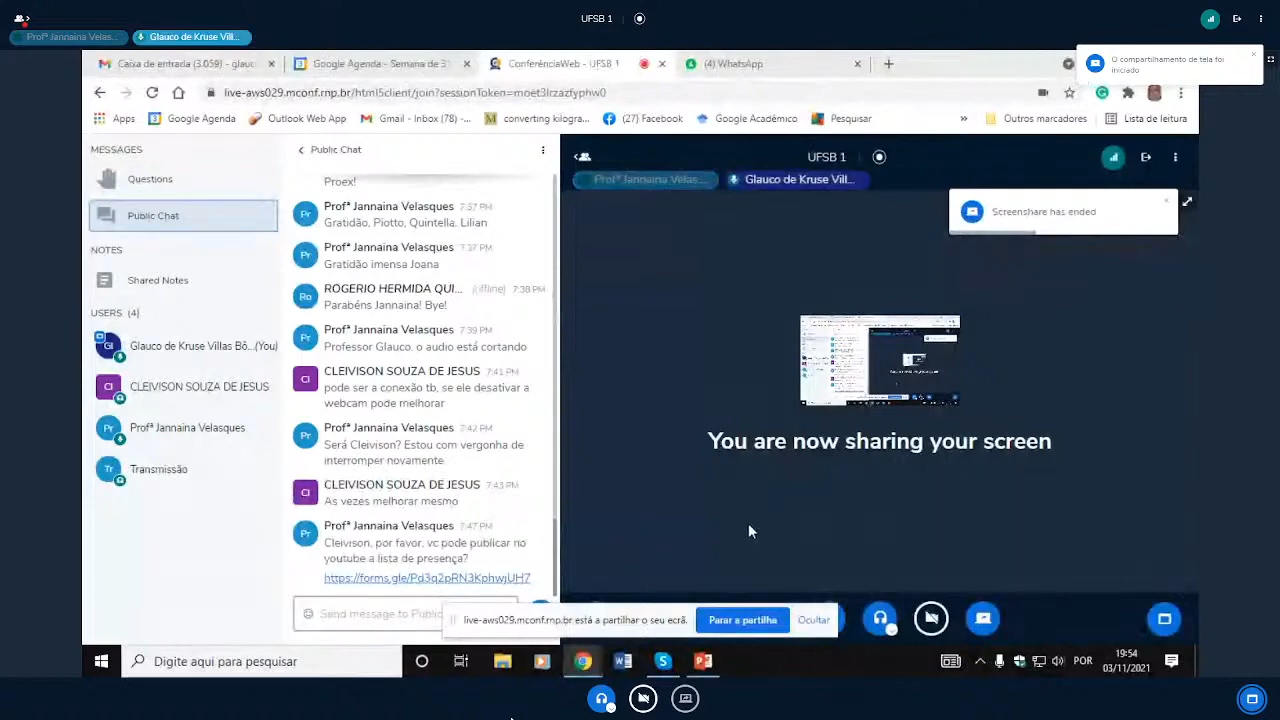 UFSB 1
Profª Jannaina Velas...
Glauco de Kruse Vill...
O compartilhamento de tela foi
iniciado
Caixa de entrada (3.059) - glauc
Google Agenda - Semana de 3
ConferênciaWeb - UFSB 1
(4) WhatsApp
live-aws029.mconf.rnp.br/html5client/join?sessionToken=moet3lrzazfyphw0
Apps
Google Agenda
Outlook Web App
Gmail - Inbox (78) -...
converting kilogra...
(27) Facebook
Google Acadêmico
Pesquisar
»
Outros marcadores
Lista de leitura
MESSAGES
Questions
Public Chat
NOTES
Shared Notes
USERS (4)
Glauco de Kruse Villas Bo...(You)
CLEIVISON SOUZA DE JESUS
Profª Jannaina Velasques
Transmissão
Public Chat
Proex!
Profª Jannaina Velasques 7:37 PM
Gratidão, Piotto, Quintella. Lilian
Profª Jannaina Velasques 7:37 PM
Gratidão imensa Joana
ROGERIO HERMIDA QUI... (offline) 7:38 PM
Parabéns Jannaina! Bye!
Profª Jannaina Velasques 7:39 PM
Professor Glauco, o audio está cortando
CLEIVISON SOUZA DE JESUS 7:41 PM
pode ser a conexão tb, se ele desativar a
webcam pode melhorar
Profª Jannaina Velasques 7:42 PM
Será Cleivison? Estou com vergonha de
interromper novamente
CLEIVISON SOUZA DE JESUS 7:43 PM
As vezes melhorar mesmo
Profª Jannaina Velasques 7:47 PM
Cleivison, por favor, vc pode publicar no
youtube a lista de presença?
https://forms.gle/Pd3q2pRN3KphwjUH7
Send message to Public
UFSB 1
Profª Jannaina Velas...
Glauco de Kruse Vill...
Screenshare has ended
You are now sharing your screen
live-aws029.mconf.rnp.br está a partilhar o seu ecrã.
Parar a partilha
Ocultar
Digite aqui para pesquisar
POR
19:54
03/11/2021